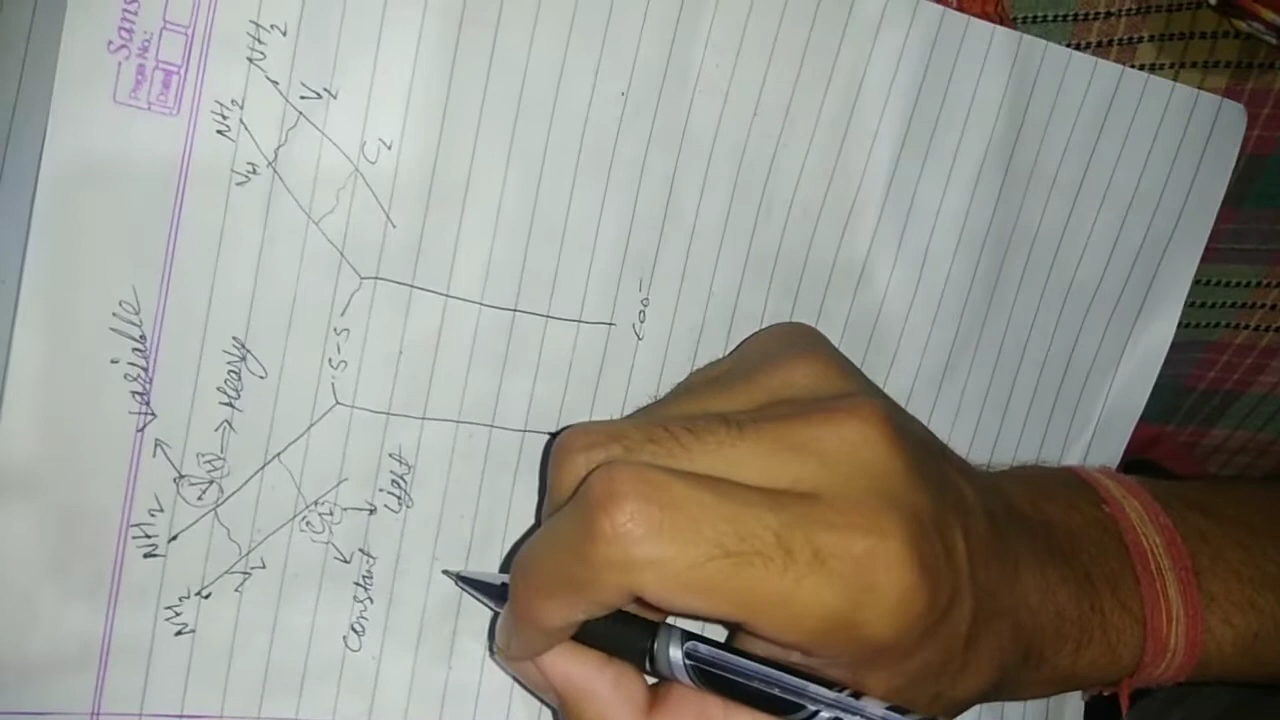 Sans
Page No.:
Date
Variable
NH2
NH2
VH
VH → Heavy
NH2
NH2
VL
V2
C2
CL
S-S
Constant
Light
COO-